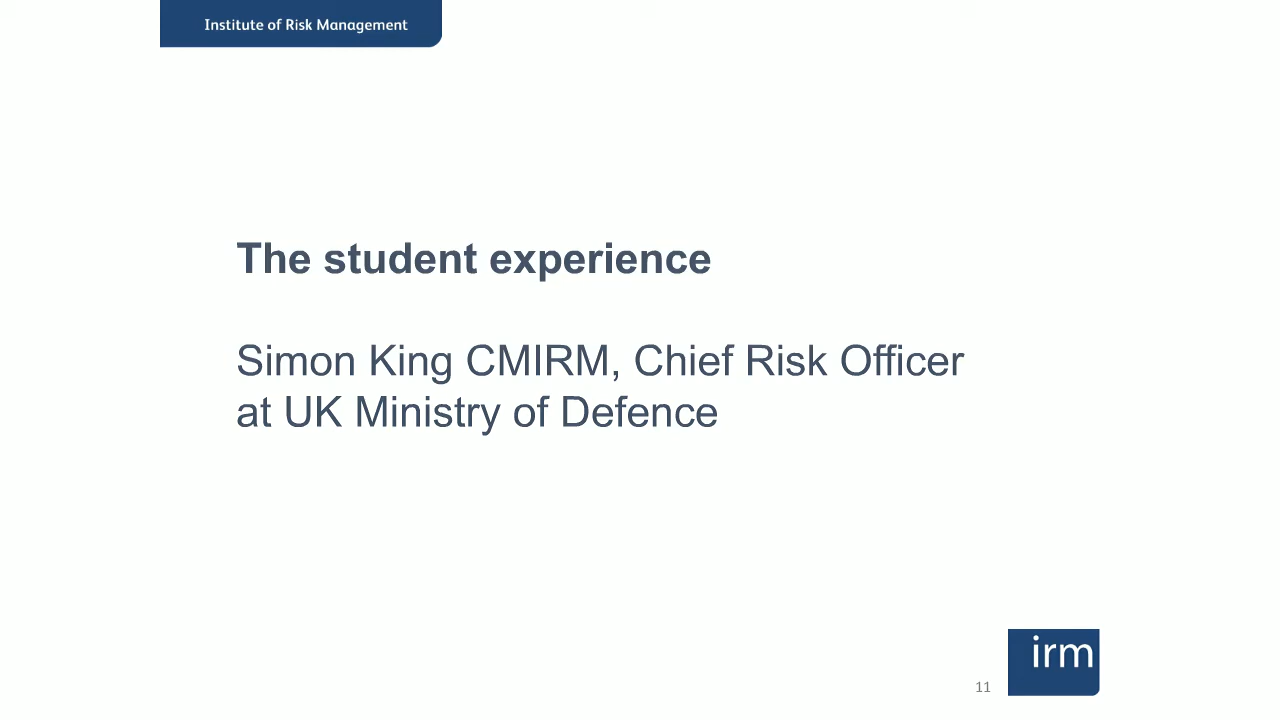 Institute of Risk Management
The student experience
Simon King CMIRM, Chief Risk Officer
at UK Ministry of Defence
irm
11